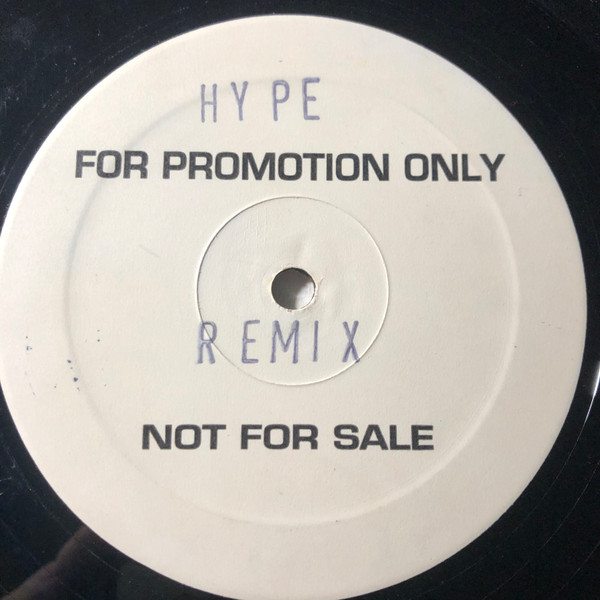 HYPE
FOR PROMOTION ONLY
REMIX
NOT FOR SALE